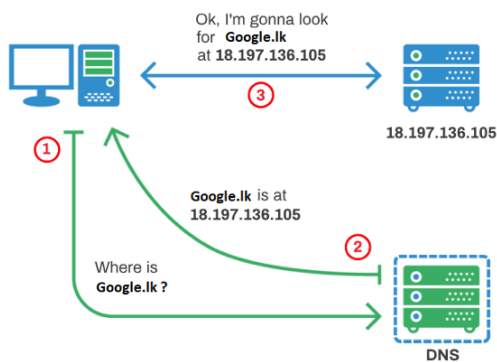 Ok, I'm gonna look
for Google.lk
at 18.197.136.105
3
18.197.136.105
1
Google.lk is at
18.197.136.105
2
Where is
Google.lk ?
DNS